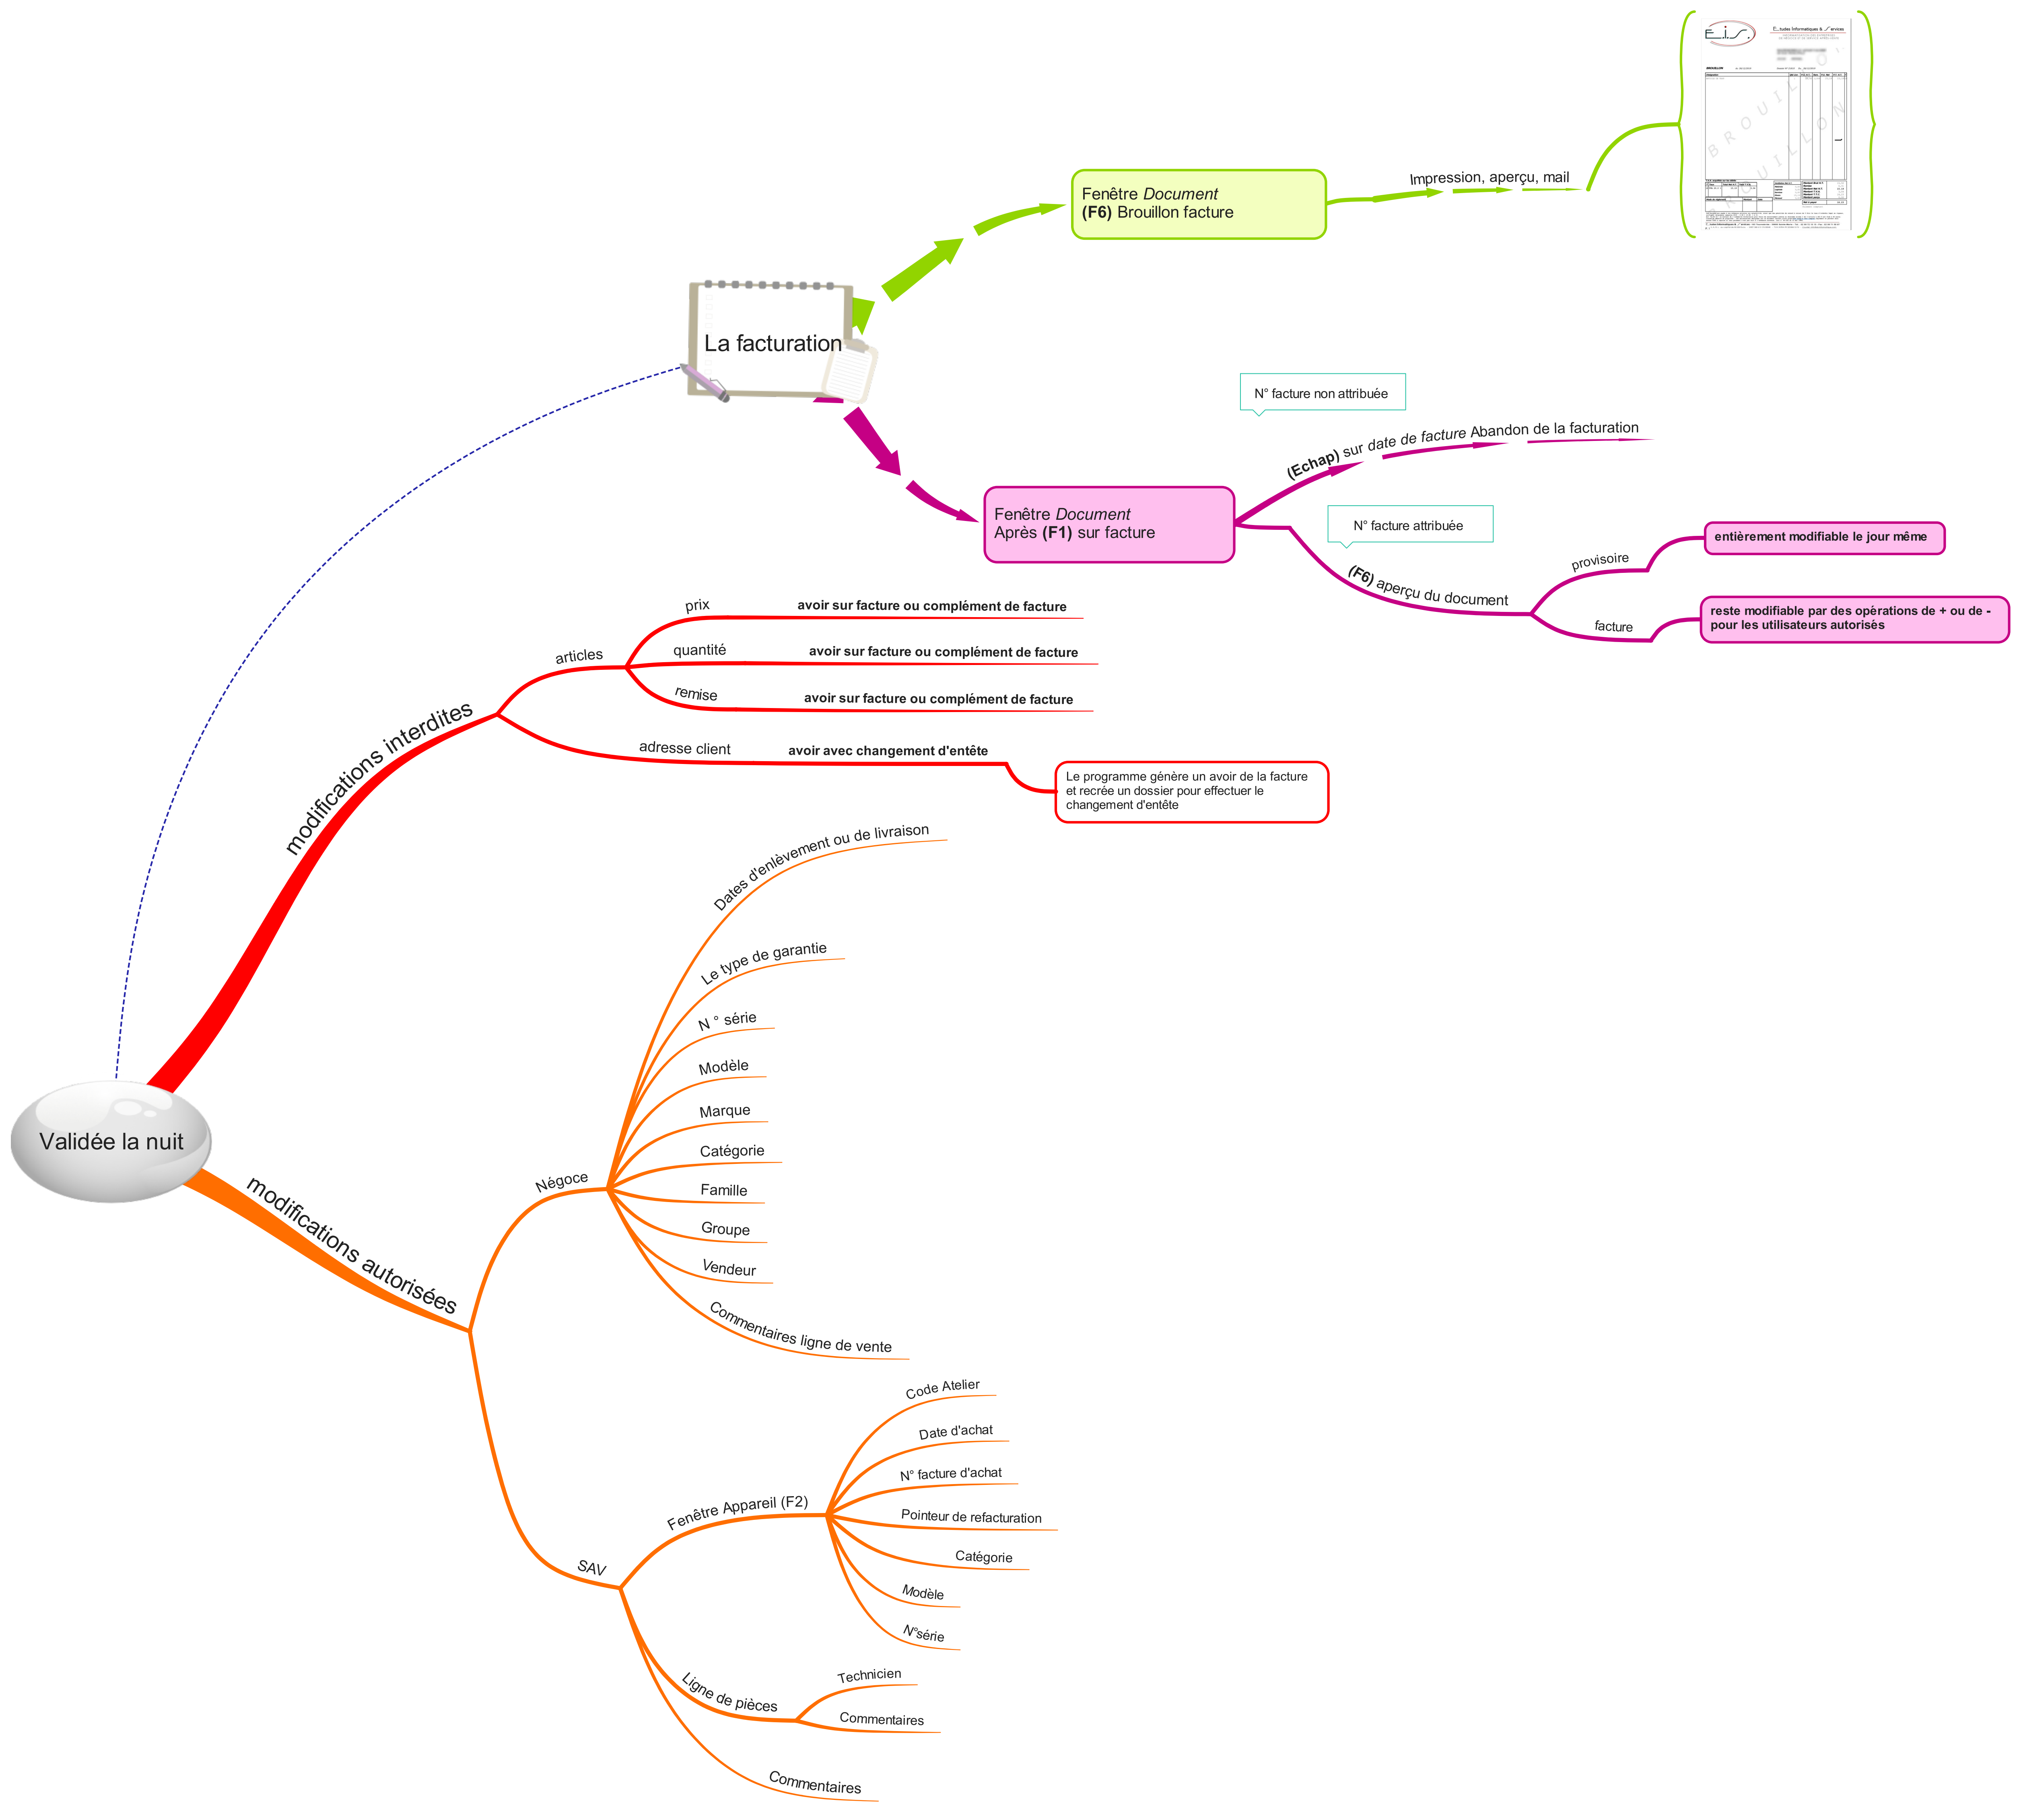 E.i.S.
Etudes Informatiques & Services
BROUILLON
BROUILLON
Impression, aperçu, mail
Fenêtre Document
(F6) Brouillon facture
La facturation
N° facture non attribuée
(Echap) sur date de facture Abandon de la facturation
Fenêtre Document
Après (F1) sur facture
N° facture attribuée
(F6) aperçu du document
provisoire
entièrement modifiable le jour même
facture
reste modifiable par des opérations de + ou de -
pour les utilisateurs autorisés
Validée la nuit
modifications interdites
articles
prix
avoir sur facture ou complément de facture
quantité
avoir sur facture ou complément de facture
remise
avoir sur facture ou complément de facture
adresse client
avoir avec changement d'entête
Le programme génère un avoir de la facture
et recrée un dossier pour effectuer le
changement d'entête
modifications autorisées
Négoce
Dates d'enlèvement ou de livraison
Le type de garantie
N ° série
Modèle
Marque
Catégorie
Famille
Groupe
Vendeur
Commentaires ligne de vente
SAV
Fenêtre Appareil (F2)
Code Atelier
Date d'achat
N° facture d'achat
Pointeur de refacturation
Catégorie
Modèle
N°série
Ligne de pièces
Technicien
Commentaires
Commentaires